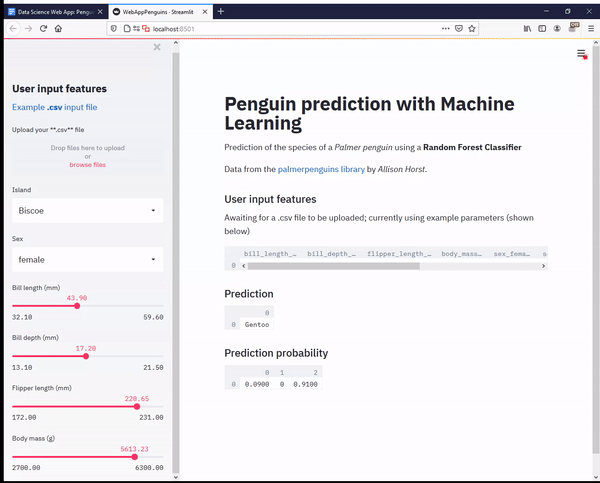 Data Science Web App: Pengu
WebAppPenguins · Streamlit
localhost:8501
User input features
Example .csv input file
Upload your **.csv** file
Drop files here to upload
or
browse files
Island
Biscoe
Sex
female
Bill length (mm)
43.90
32.10 59.60
Bill depth (mm)
17.20
13.10 21.50
Flipper length (mm)
220.65
172.00 231.00
Body mass (g)
5613.23
2700.00 6300.00
Penguin prediction with Machine
Learning
Prediction of the species of a Palmer penguin using a Random Forest Classifier
Data from the palmerpenguins library by Allison Horst.
User input features
Awaiting for a .csv file to be uploaded; currently using example parameters (shown
below)
bill_length_… bill_depth_… flipper_length_… body_mass… sex_fema…
0
Prediction
0
0 Gentoo
Prediction probability
0 1 2
0 0.0900 0 0.9100